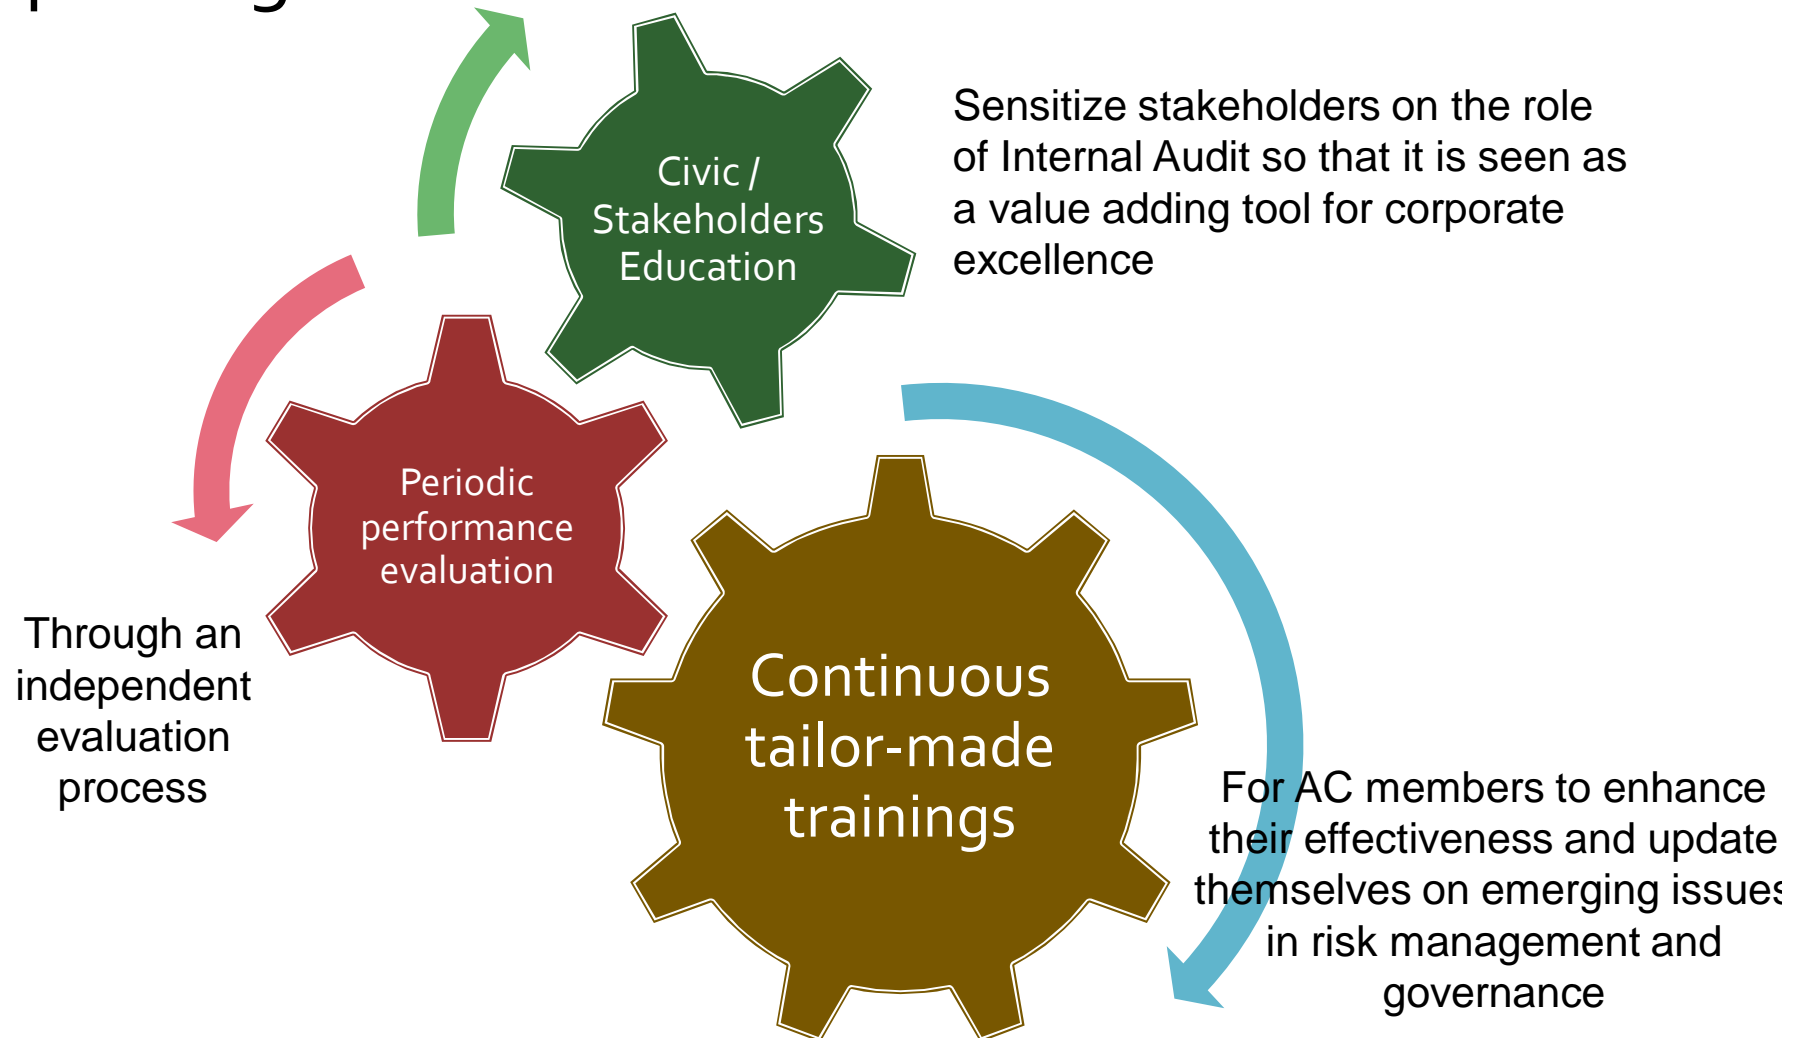 Civic /
Stakeholders
Education
Sensitize stakeholders on the role
of Internal Audit so that it is seen as
a value adding tool for corporate
excellence
Periodic
performance
evaluation
Through an
independent
evaluation
process
Continuous
tailor-made
trainings
For AC members to enhance
their effectiveness and update
themselves on emerging issues
in risk management and
governance